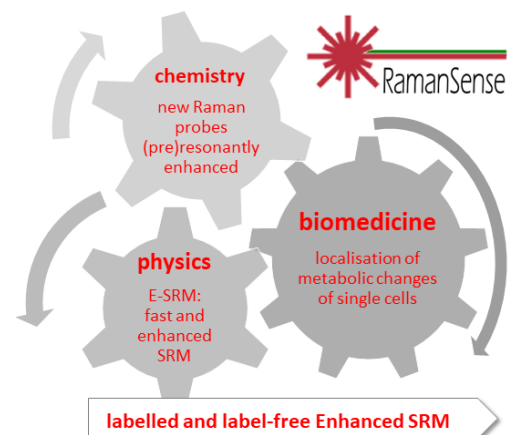 chemistry
new Raman
probes
(pre)resonantly
enhanced
RamanSense
biomedicine
localisation of
metabolic changes
of single cells
physics
E-SRM:
fast and
enhanced
SRM
labelled and label-free Enhanced SRM